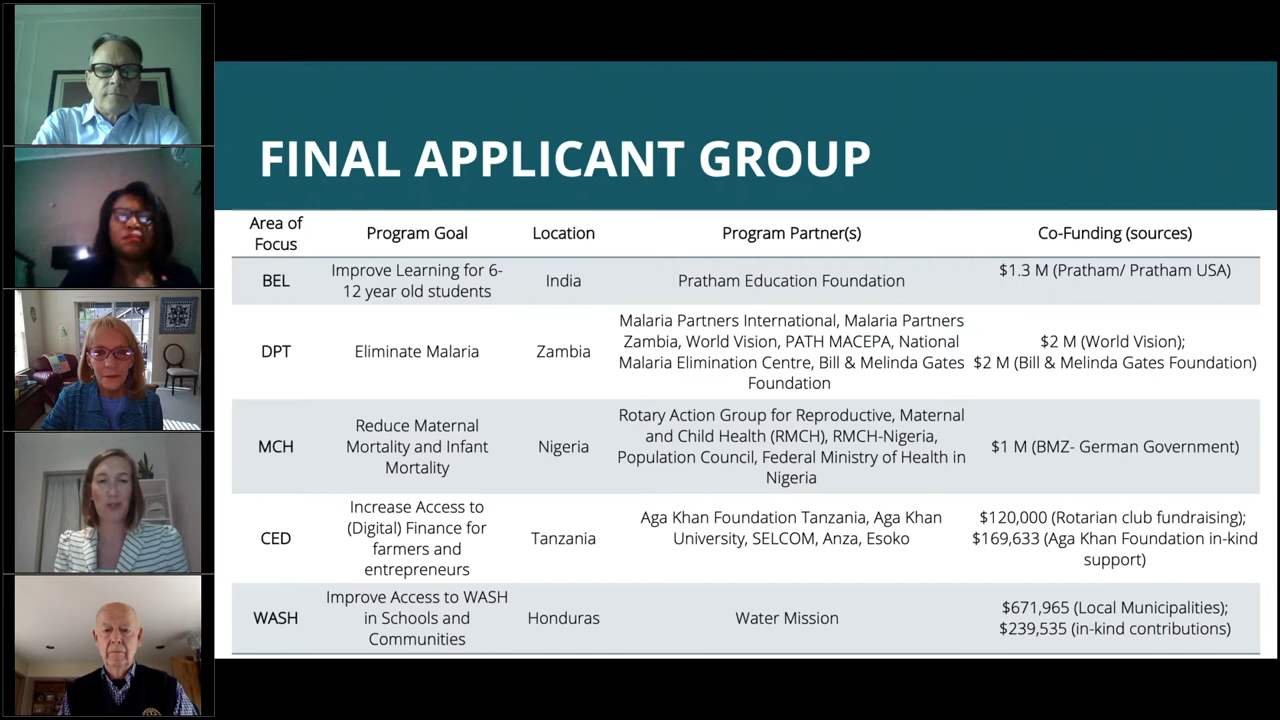 FINAL APPLICANT GROUP
Area of
Focus
Program Goal
Location
Program Partner(s)
Co-Funding (sources)
BEL
Improve Learning for 6-
12 year old students
India
Pratham Education Foundation
$1.3 M (Pratham/ Pratham USA)
DPT
Eliminate Malaria
Zambia
Malaria Partners International, Malaria Partners
Zambia, World Vision, PATH MACEPA, National
Malaria Elimination Centre, Bill & Melinda Gates
Foundation
$2 M (World Vision);
$2 M (Bill & Melinda Gates Foundation)
MCH
Reduce Maternal
Mortality and Infant
Mortality
Nigeria
Rotary Action Group for Reproductive, Maternal
and Child Health (RMCH), RMCH-Nigeria,
Population Council, Federal Ministry of Health in
Nigeria
$1 M (BMZ- German Government)
CED
Increase Access to
(Digital) Finance for
farmers and
entrepreneurs
Tanzania
Aga Khan Foundation Tanzania, Aga Khan
University, SELCOM, Anza, Esoko
$120,000 (Rotarian club fundraising);
$169,633 (Aga Khan Foundation in-kind
support)
WASH
Improve Access to WASH
in Schools and
Communities
Honduras
Water Mission
$671,965 (Local Municipalities);
$239,535 (in-kind contributions)